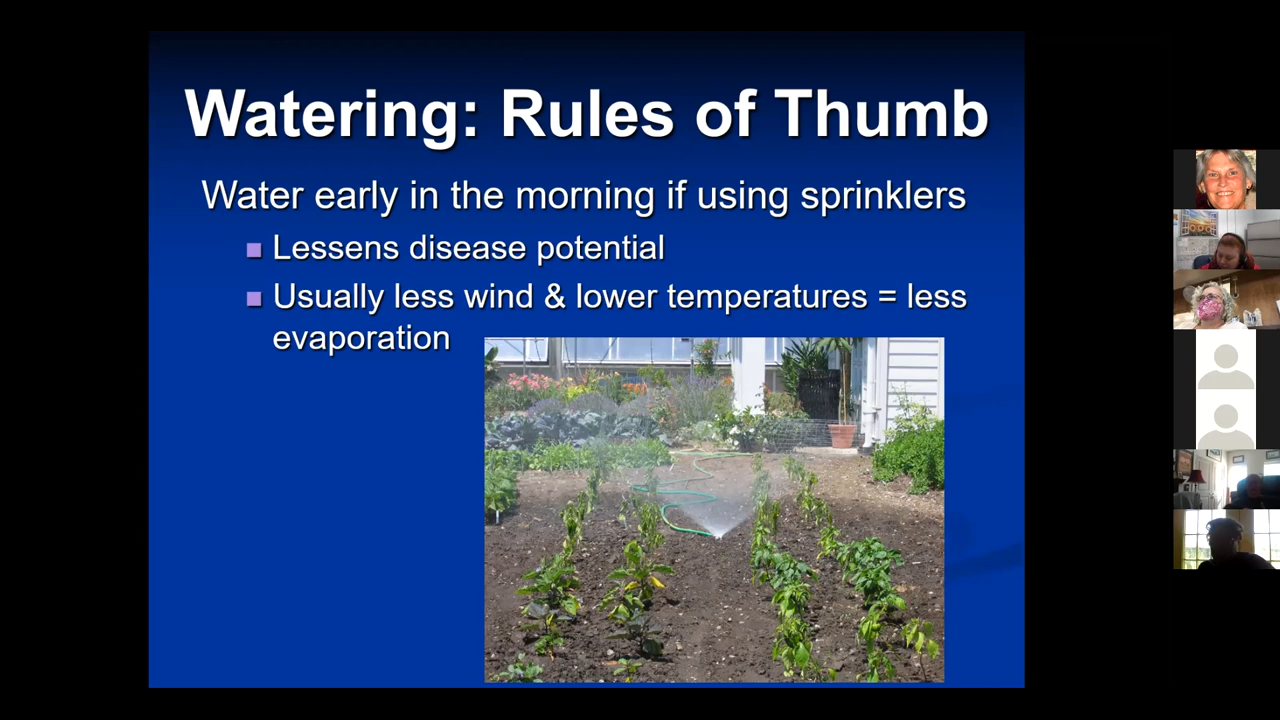 Watering: Rules of Thumb
Water early in the morning if using sprinklers
Lessens disease potential
Usually less wind & lower temperatures = less
evaporation